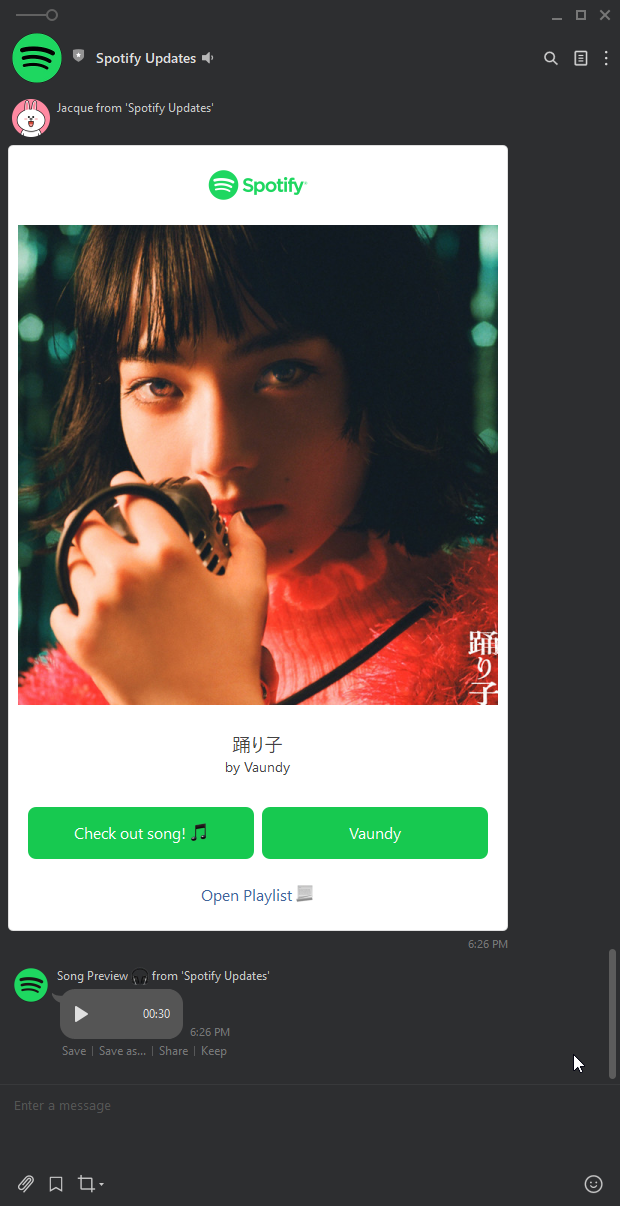 Spotify Updates
Jacque from 'Spotify Updates'
Spotify
踊り子
踊り子
by Vaundy
Check out song!
Vaundy
Open Playlist
6:26 PM
Song Preview 🎧 from 'Spotify Updates'
00:30
6:26 PM
Save | Save as... | Share | Keep
Enter a message